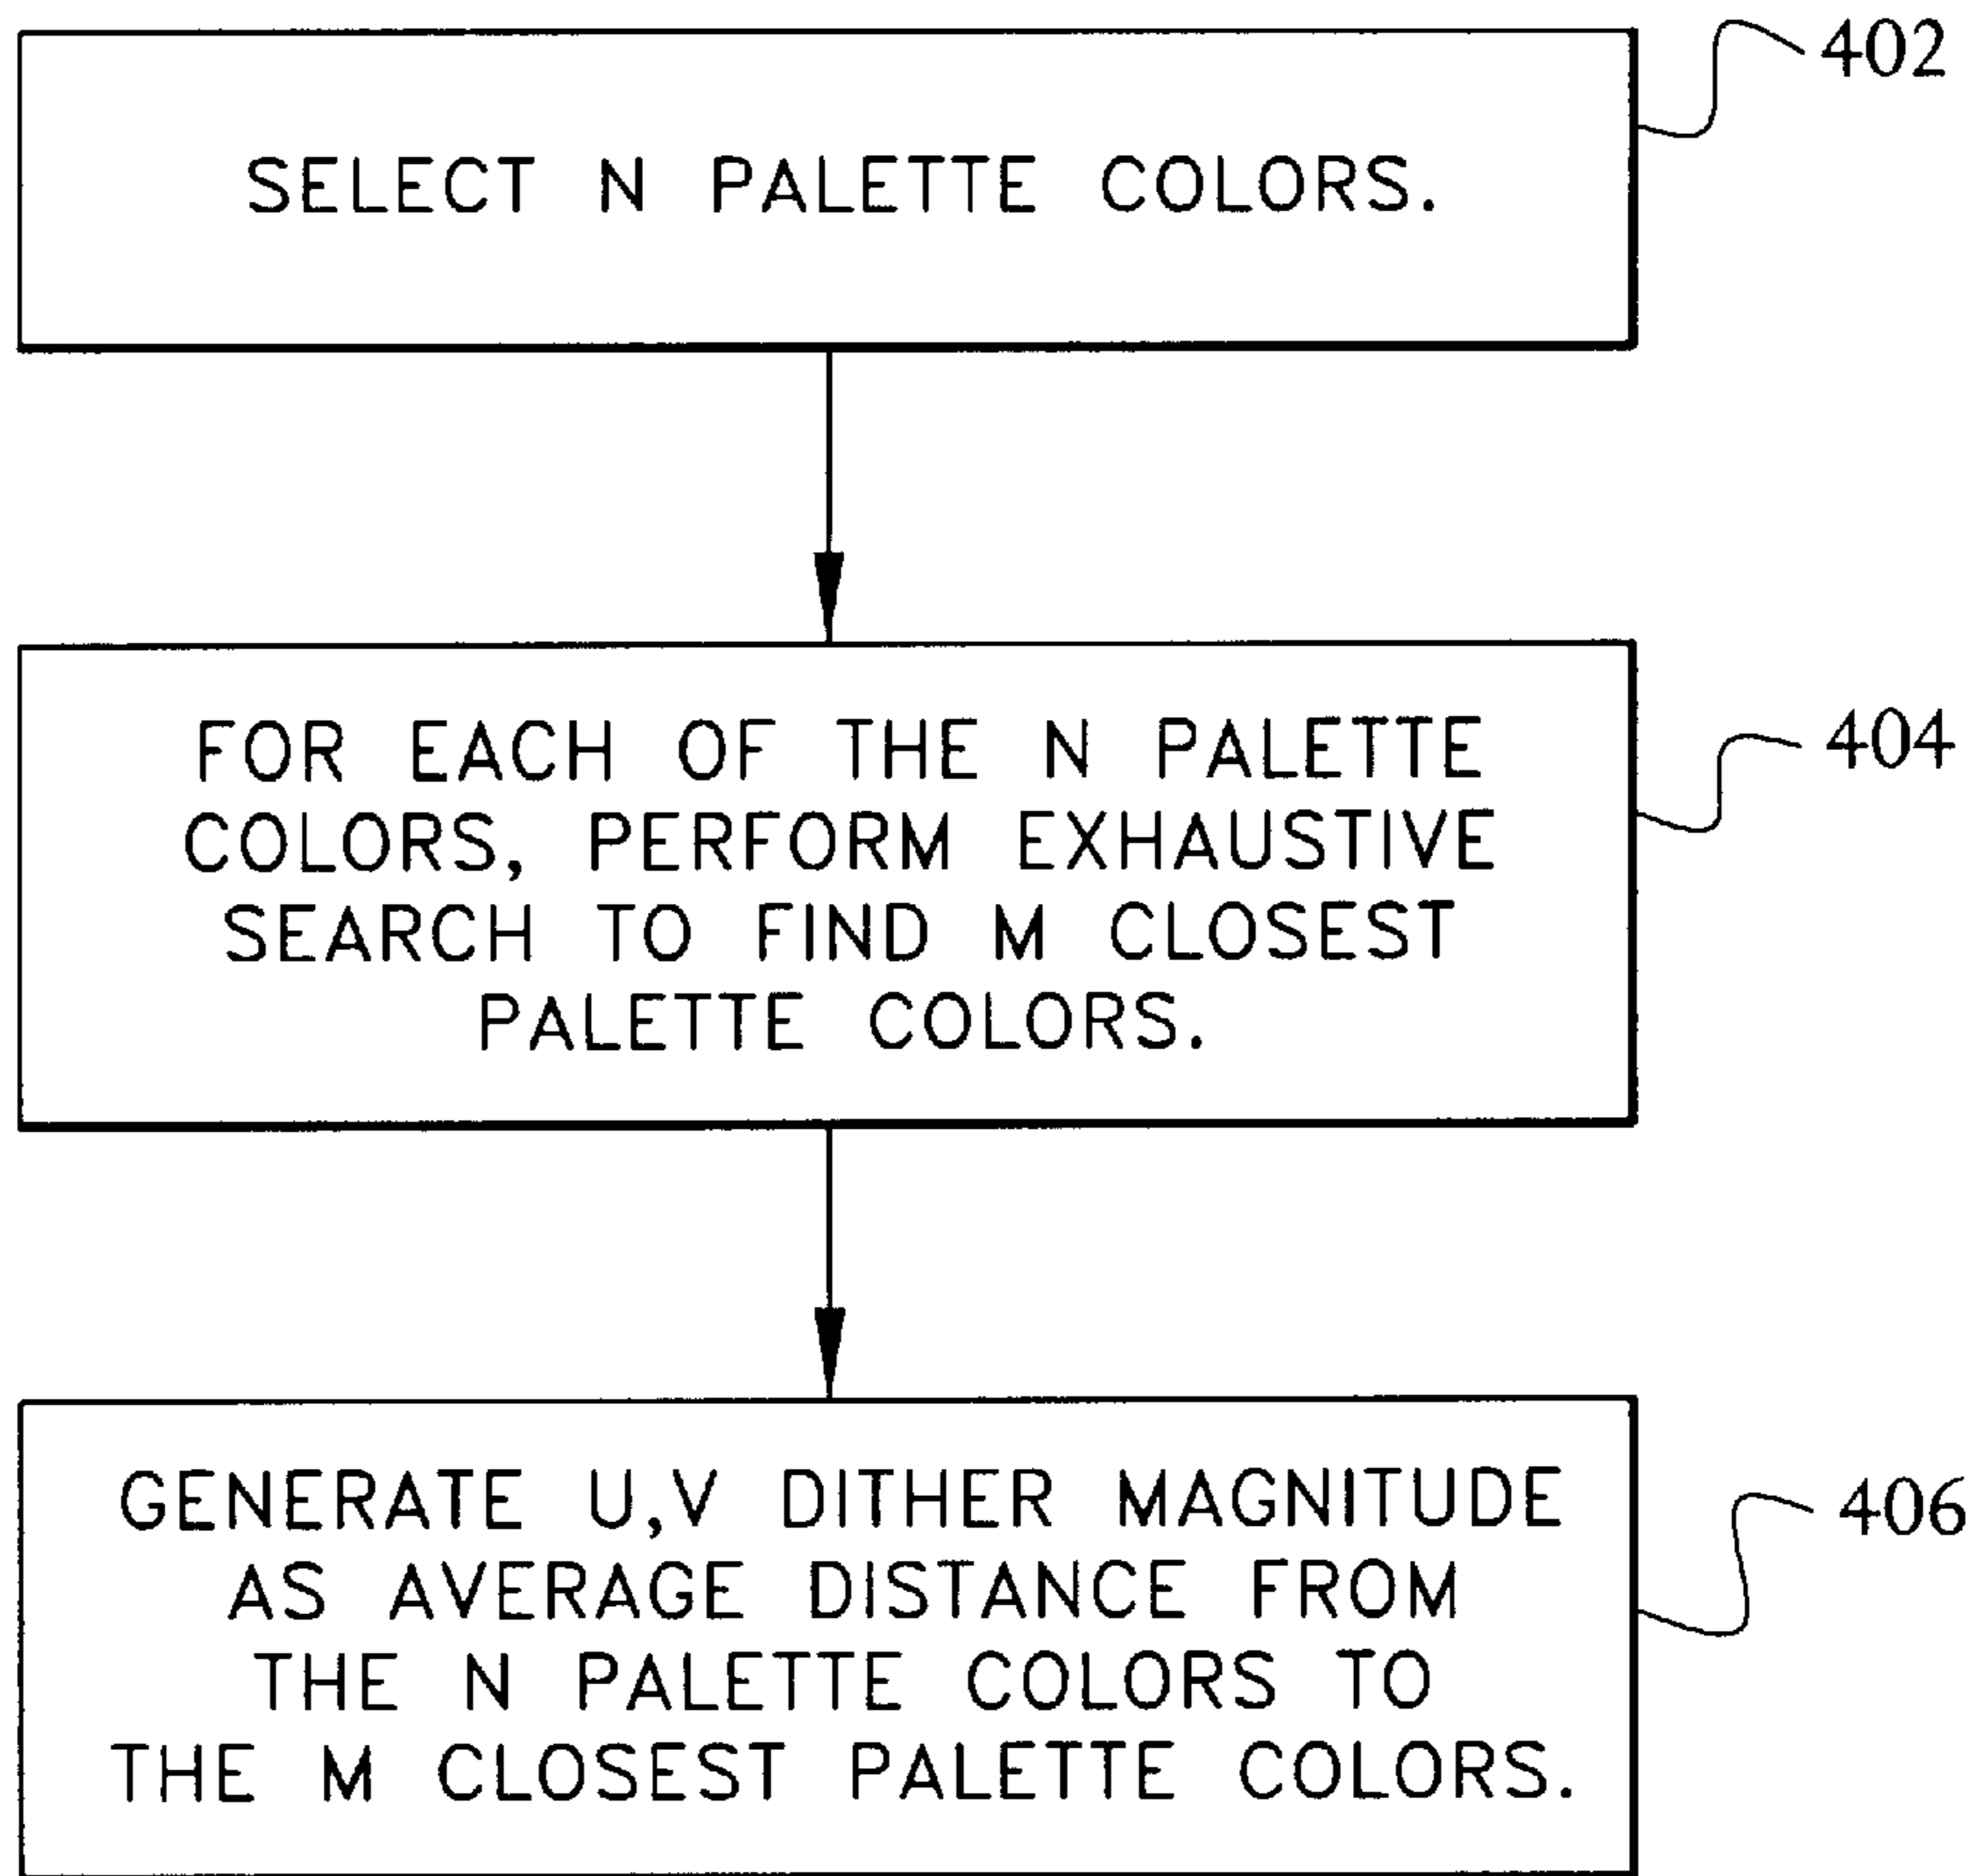 402
SELECT N PALETTE COLORS.
FOR EACH OF THE N PALETTE
404
COLORS, PERFORM EXHAUSTIVE
SEARCH TO FIND M CLOSEST
PALETTE COLORS.
GENERATE U,V DITHER MAGNITUDE
406
AS AVERAGE DISTANCE FROM
THE N PALETTE COLORS TO
THE M CLOSEST PALETTE COLORS.